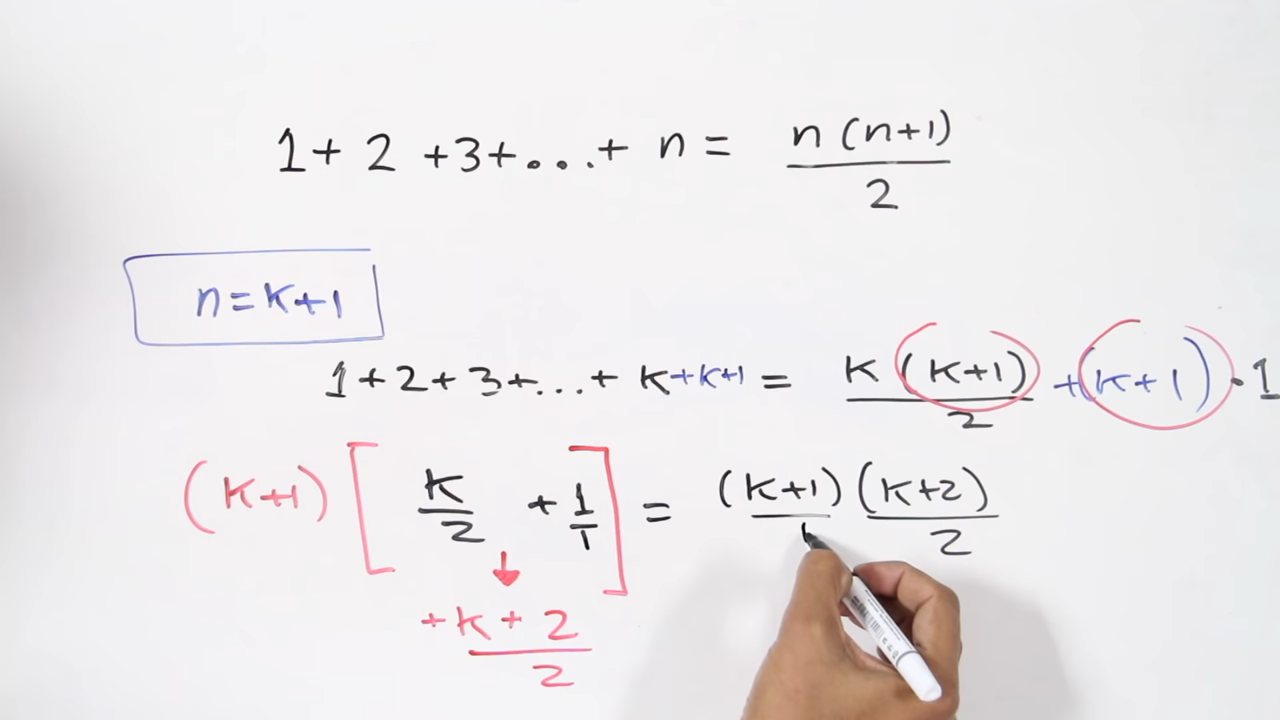 1 + 2 + 3 + ... + n = n(n+1)/2
n = k+1
1 + 2 + 3 + ... + k + k+1 = k(k+1)/2 + (k+1) · 1
(k+1) [ k/2 + 1/1 ] = (k+1)/1 (k+2)/2
+k + 2/2